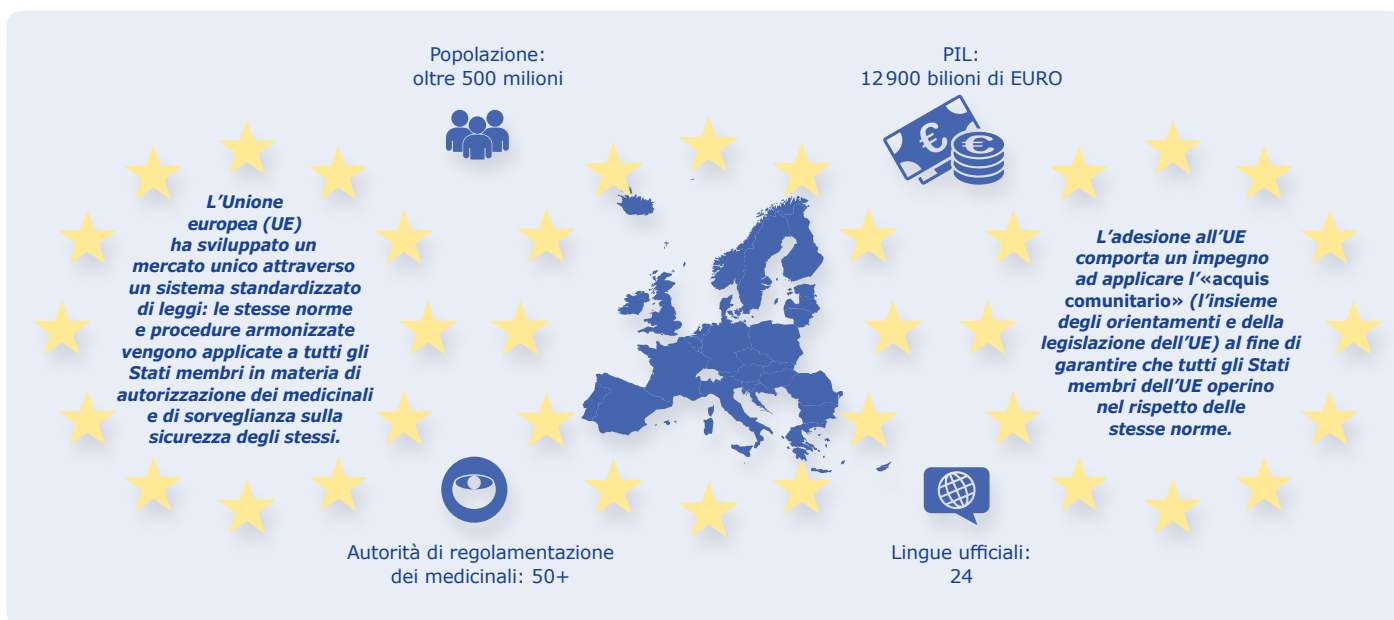 Popolazione:
oltre 500 milioni
PIL:
12 900 bilioni di EURO
L’Unione
europea (UE)
ha sviluppato un
mercato unico attraverso
un sistema standardizzato
di leggi: le stesse norme
e procedure armonizzate
vengono applicate a tutti gli
Stati membri in materia di
autorizzazione dei medicinali
e di sorveglianza sulla
sicurezza degli stessi.
L’adesione all’UE
comporta un impegno
ad applicare l’«acquis
comunitario» (l’insieme
degli orientamenti e della
legislazione dell’UE) al fine di
garantire che tutti gli Stati
membri dell’UE operino
nel rispetto delle
stesse norme.
Autorità di regolamentazione
dei medicinali: 50+
Lingue ufficiali:
24